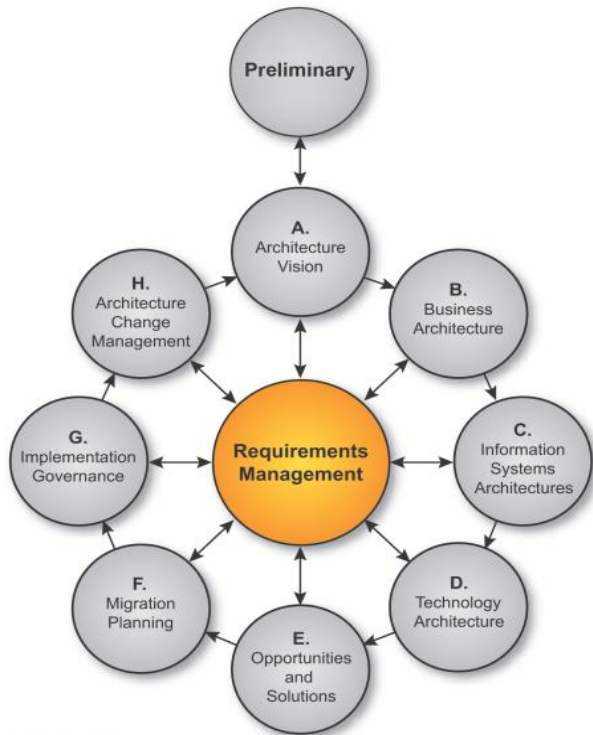 Preliminary
A.
Architecture
Vision
B.
Business
Architecture
C.
Information
Systems
Architectures
D.
Technology
Architecture
E.
Opportunities
and
Solutions
F.
Migration
Planning
G.
Implementation
Governance
H.
Architecture
Change
Management
Requirements
Management